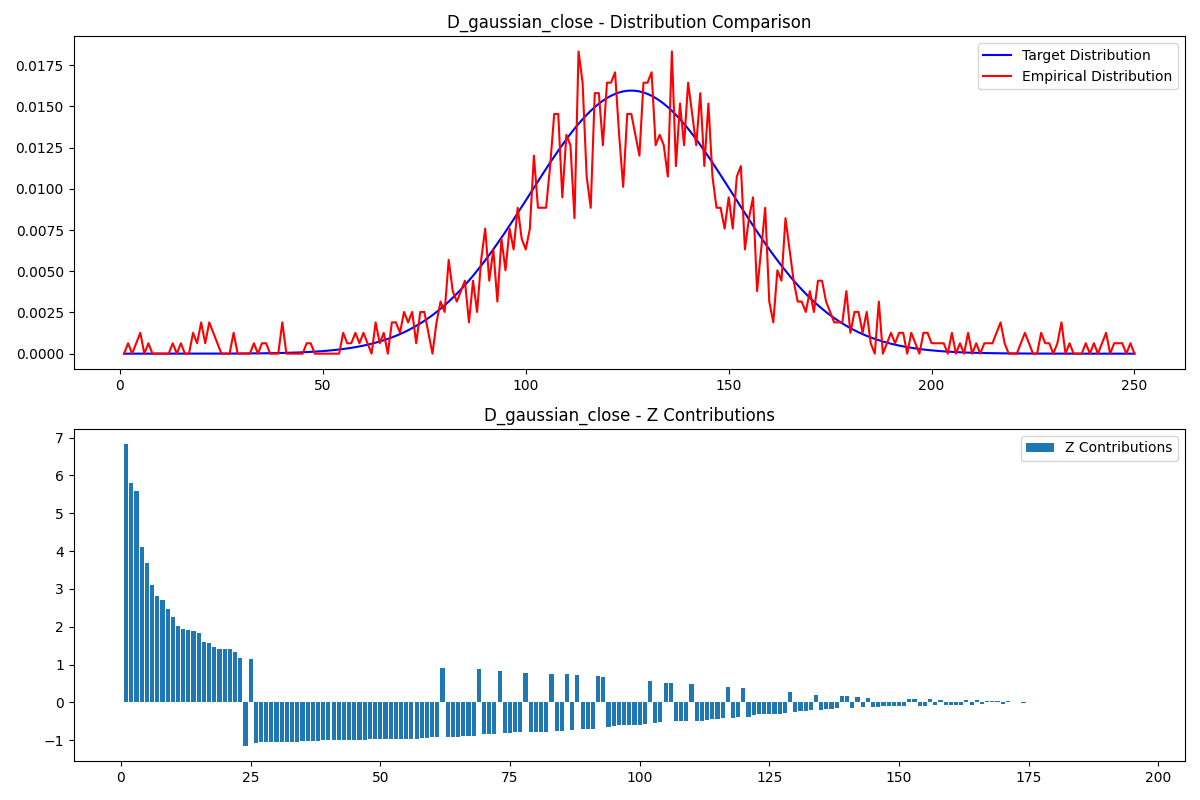 D_gaussian_close - Distribution Comparison
Target Distribution
Empirical Distribution
0.0175
0.0150
0.0125
0.0100
0.0075
0.0050
0.0025
0.0000
0 50 100 150 200 250
D_gaussian_close - Z Contributions
Z Contributions
7
6
5
4
3
2
1
0
−1
0 25 50 75 100 125 150 175 200